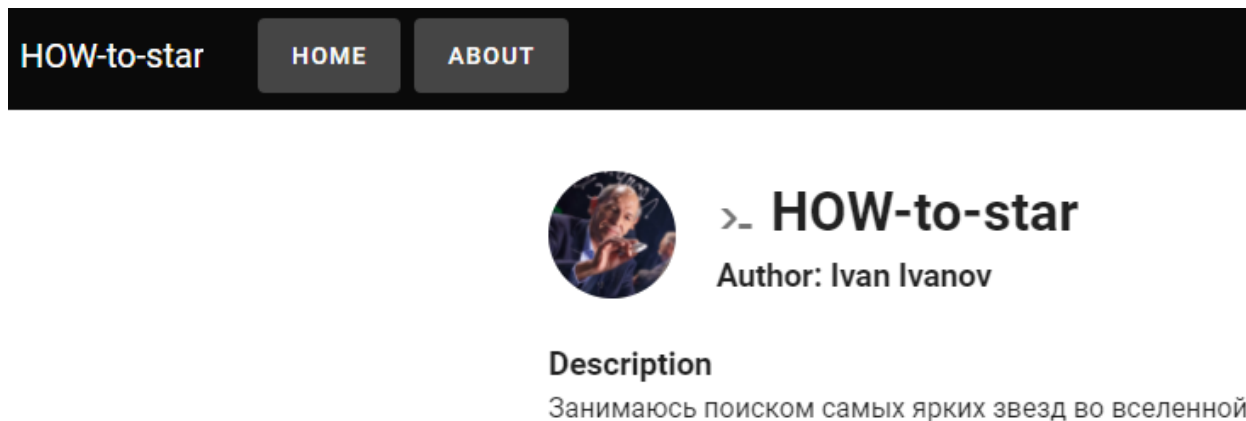 HOW-to-star HOME ABOUT
>_ HOW-to-star
Author: Ivan Ivanov
Description
Занимаюсь поиском самых ярких звезд во вселенной